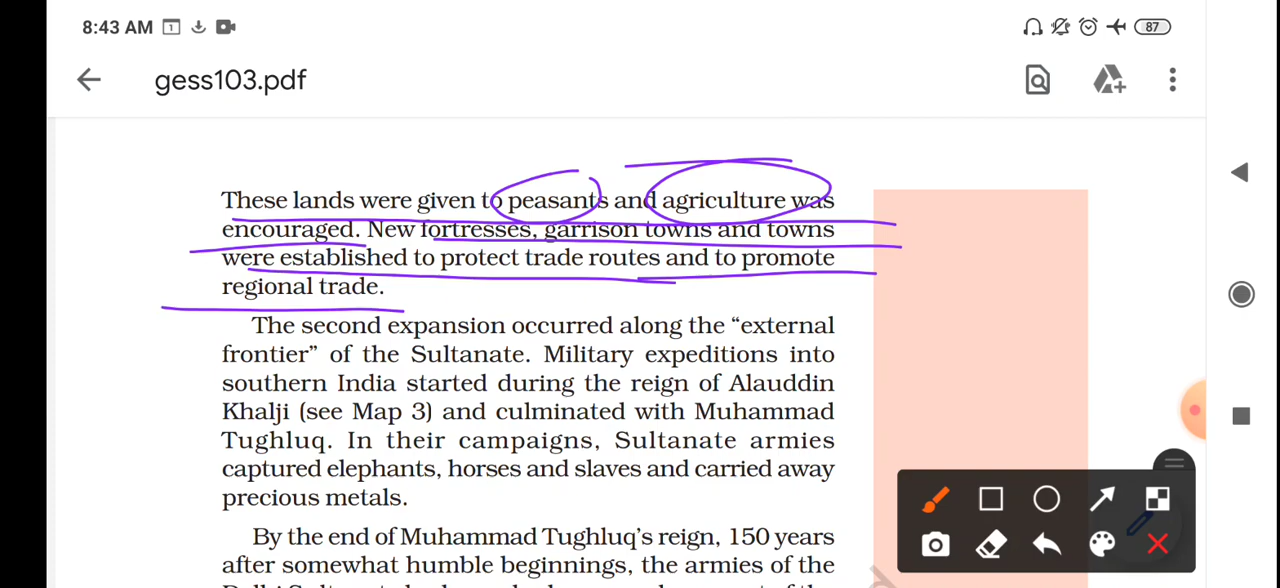 8:43 AM
1
87
gess103.pdf
These lands were given to peasants and agriculture was
encouraged. New fortresses, garrison towns and towns
were established to protect trade routes and to promote
regional trade.
The second expansion occurred along the “external
frontier” of the Sultanate. Military expeditions into
southern India started during the reign of Alauddin
Khalji (see Map 3) and culminated with Muhammad
Tughluq. In their campaigns, Sultanate armies
captured elephants, horses and slaves and carried away
precious metals.
By the end of Muhammad Tughluq’s reign, 150 years
after somewhat humble beginnings, the armies of the